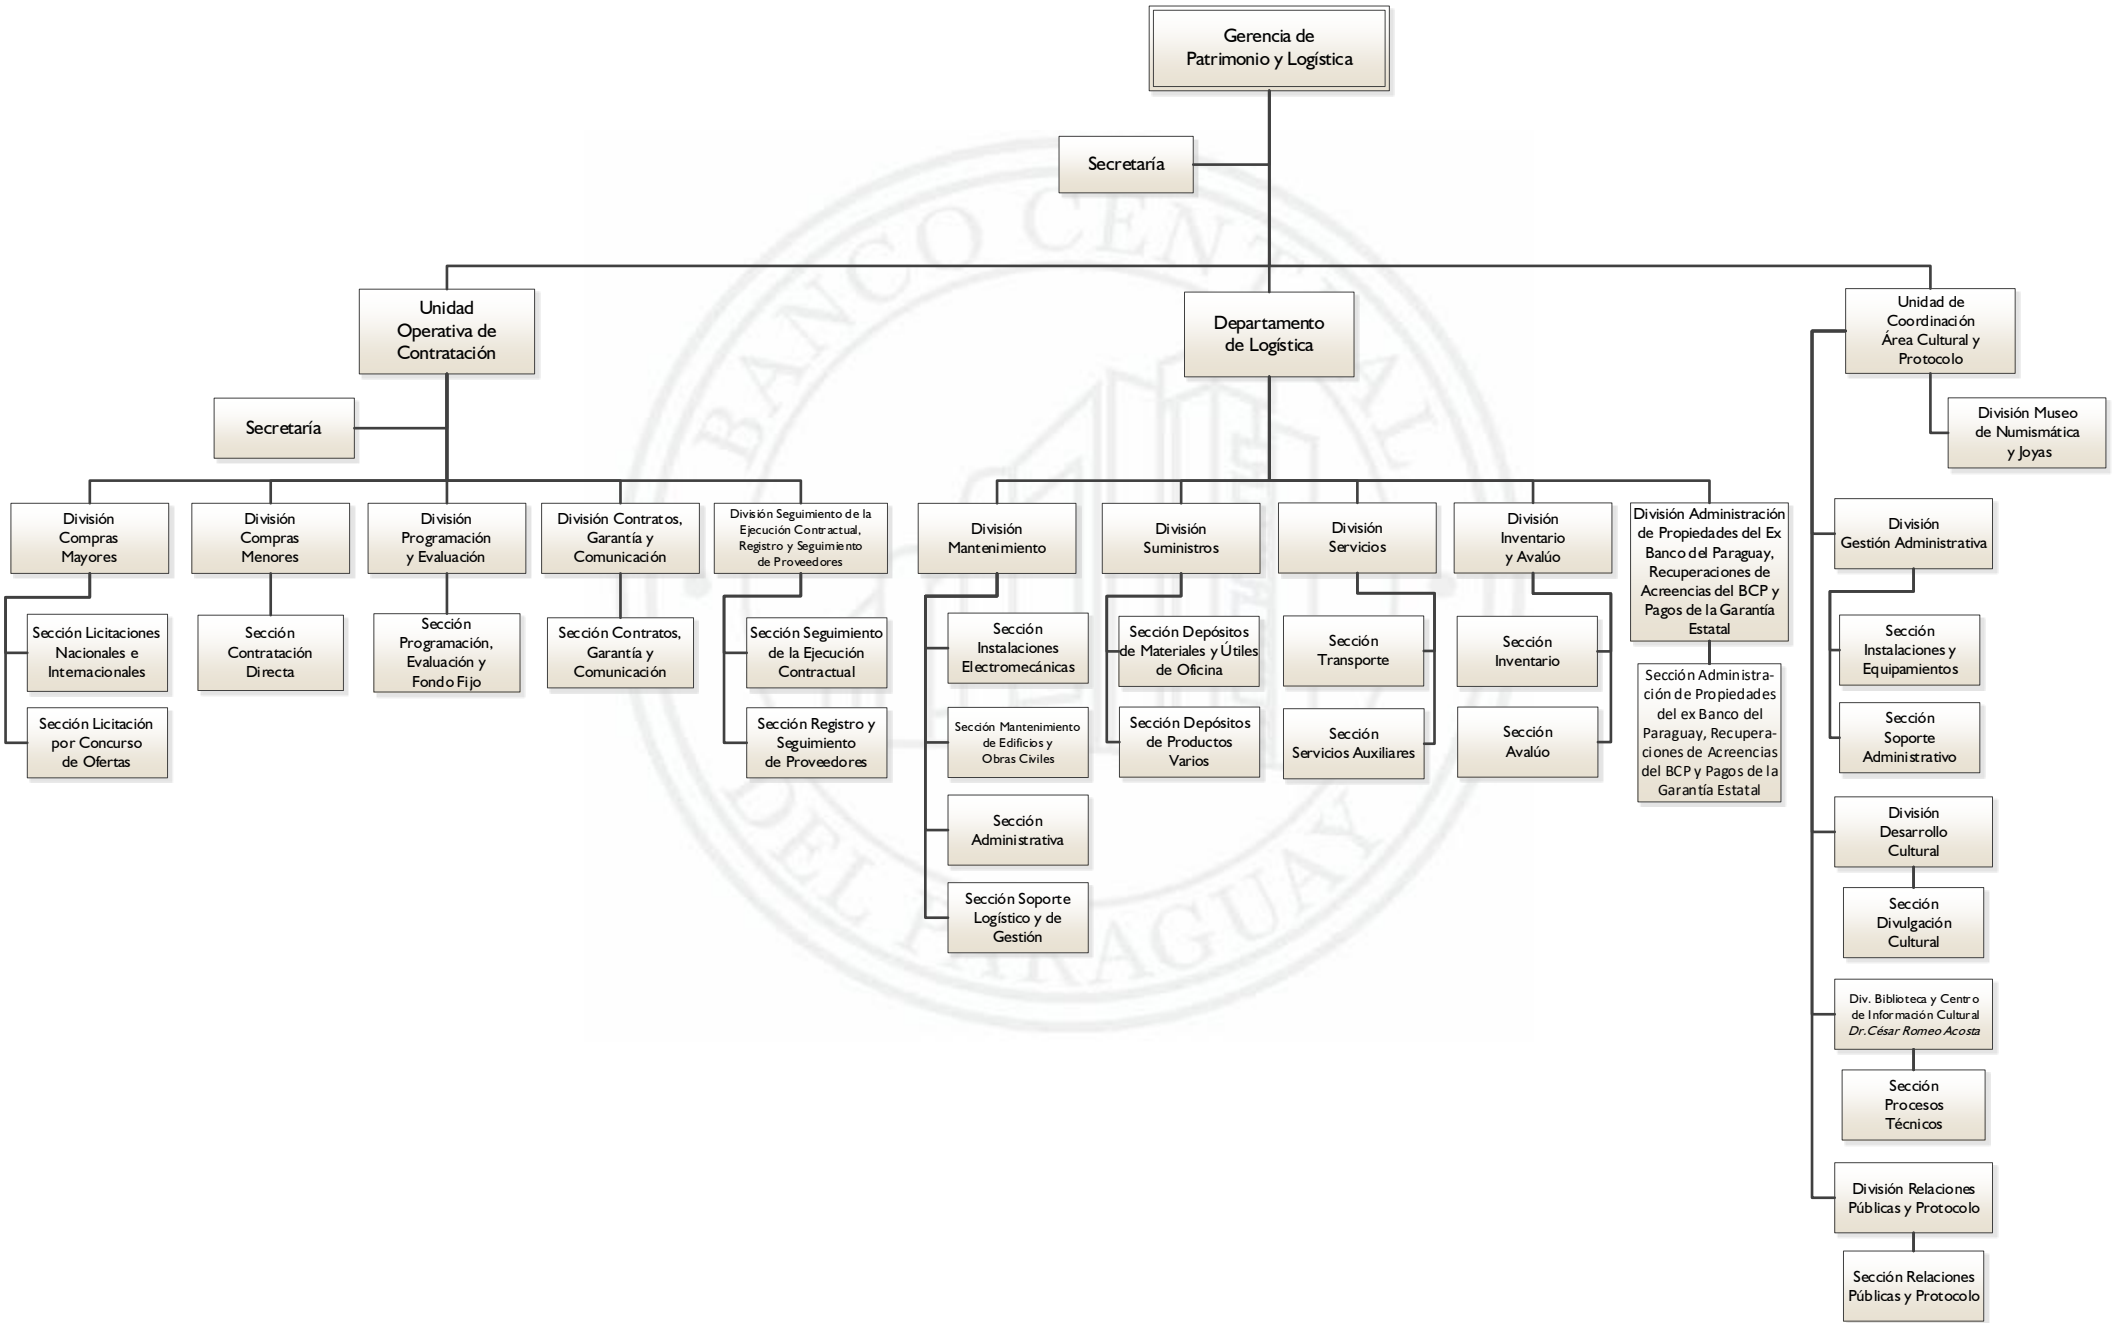 Gerencia de
Patrimonio y Logística
Secretaría
Unidad
Operativa de
Contratación
Departamento
de Logística
Unidad de
Coordinación
Área Cultural y
Protocolo
Secretaría
División Museo
de Numismática
y Joyas
División
Compras
Mayores
División
Compras
Menores
División
Programación
y Evaluación
División Contratos,
Garantía y
Comunicación
División Seguimiento de la
Ejecución Contractual,
Registro y Seguimiento
de Proveedores
División
Mantenimiento
División
Suministros
División
Servicios
División
Inventario
y Avalúo
División Administración
de Propiedades del Ex
Banco del Paraguay,
Recuperaciones de
Acreencias del BCP y
Pagos de la Garantía
Estatal
División
Gestión Administrativa
Sección Licitaciones
Nacionales e
Internacionales
Sección
Contratación
Directa
Sección
Programación,
Evaluación y
Fondo Fijo
Sección Contratos,
Garantía y
Comunicación
Sección Seguimiento
de la Ejecución
Contractual
Sección
Instalaciones
Electromecánicas
Sección Depósitos
de Materiales y Útiles
de Oficina
Sección
Transporte
Sección
Inventario
Sección Administra-
ción de Propiedades
del ex Banco del
Paraguay, Recupera-
ciones de Acreencias
del BCP y Pagos de la
Garantía Estatal
Sección
Instalaciones y
Equipamientos
Sección Licitación
por Concurso
de Ofertas
Sección Registro y
Seguimiento
de Proveedores
Sección Mantenimiento
de Edificios y
Obras Civiles
Sección Depósitos
de Productos
Varios
Sección
Servicios Auxiliares
Sección
Avalúo
Sección
Soporte
Administrativo
Sección
Administrativa
División
Desarrollo
Cultural
Sección Soporte
Logístico y de
Gestión
Sección
Divulgación
Cultural
Div. Biblioteca y Centro
de Información Cultural
Dr. César Romeo Acosta
Sección
Procesos
Técnicos
División Relaciones
Públicas y Protocolo
Sección Relaciones
Públicas y Protocolo
BANCO CENTRAL
DEL PARAGUAY